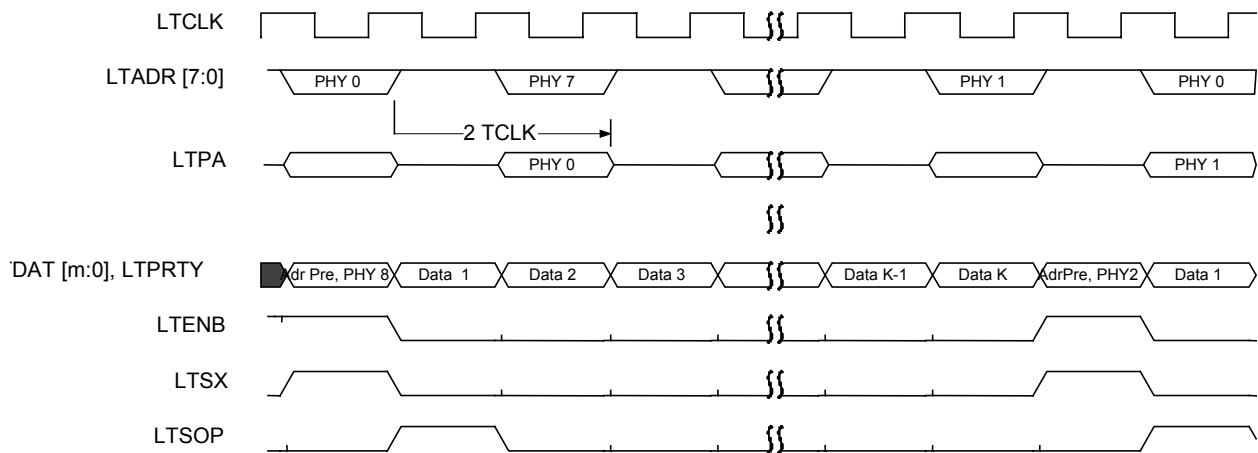 LTCLK
LTADR [7:0]
PHY 0
PHY 7
PHY 1
PHY 0
2 TCLK
LTPA
PHY 0
PHY 1
TDAT [m:0], LTPRTY
Adr Pre, PHY 8
Data 1
Data 2
Data 3
Data K-1
Data K
AdrPre, PHY2
Data 1
LTENB
LTSX
LTSOP